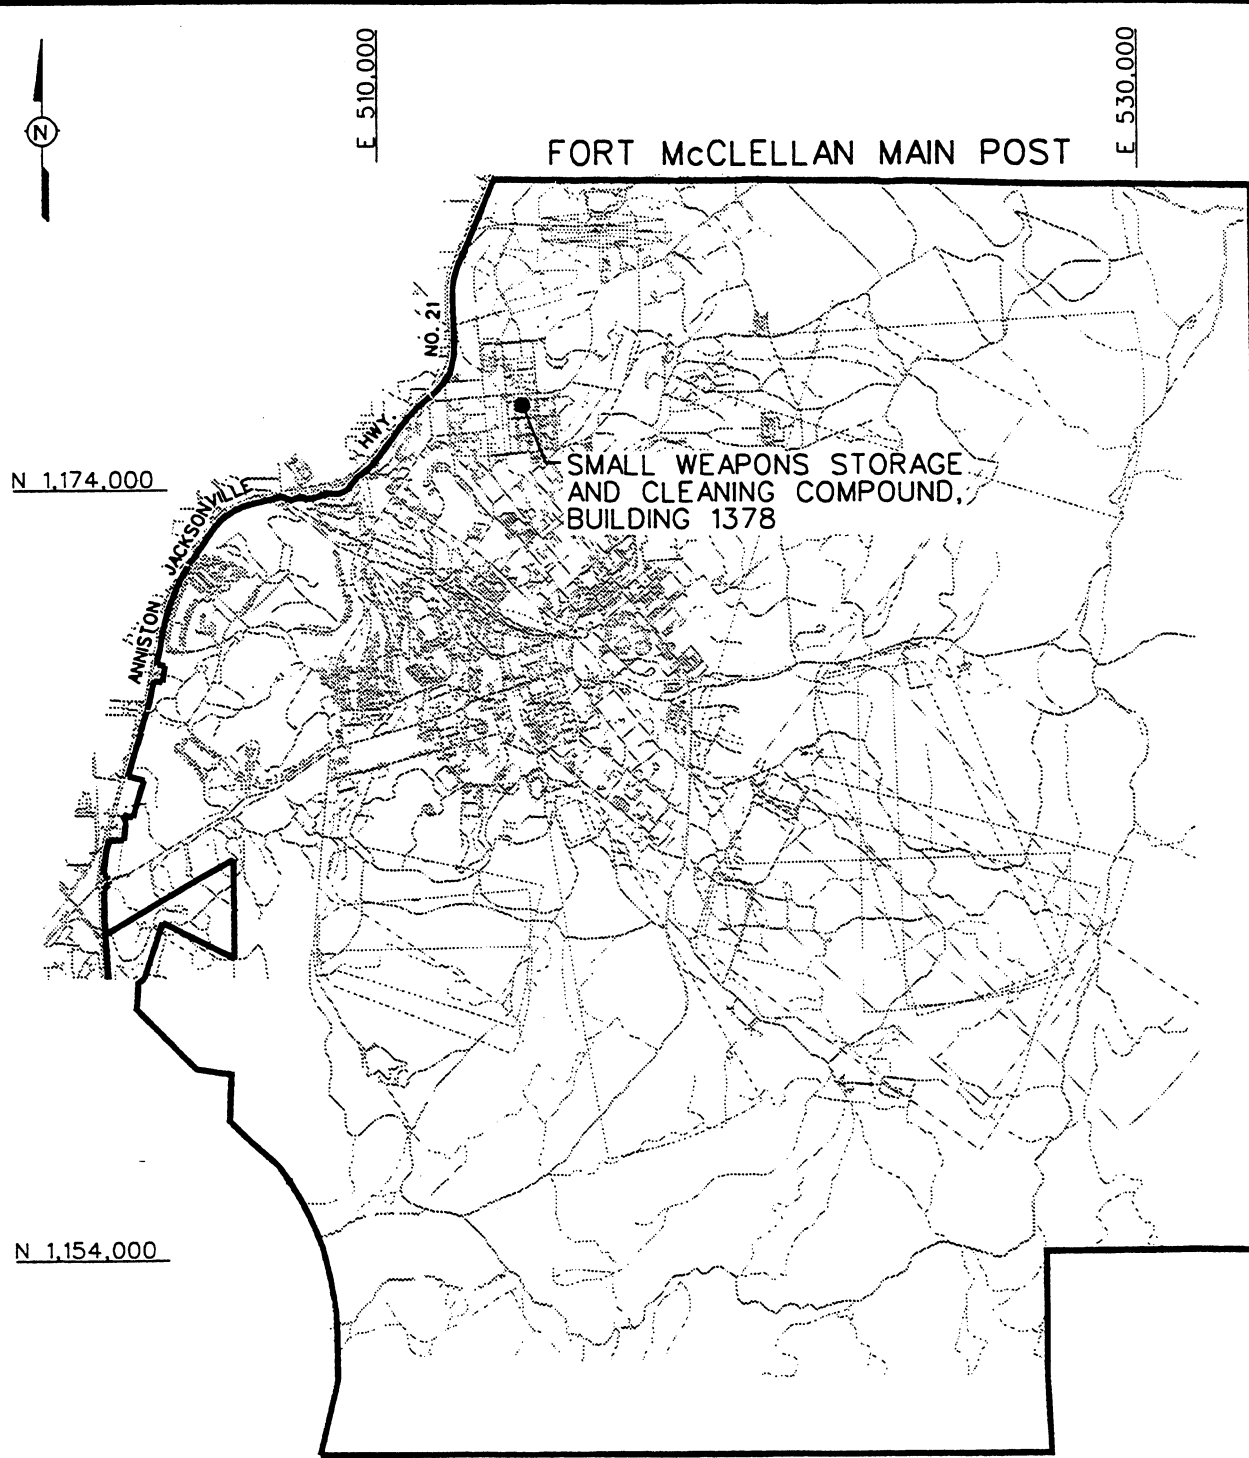 E 510,000
E 530,000
N
FORT McCLELLAN MAIN POST
NO. 21
HWY.
N 1,174,000
JACKSONVILLE
SMALL WEAPONS STORAGE
AND CLEANING COMPOUND,
BUILDING 1378
ANNISTON
N 1,154,000